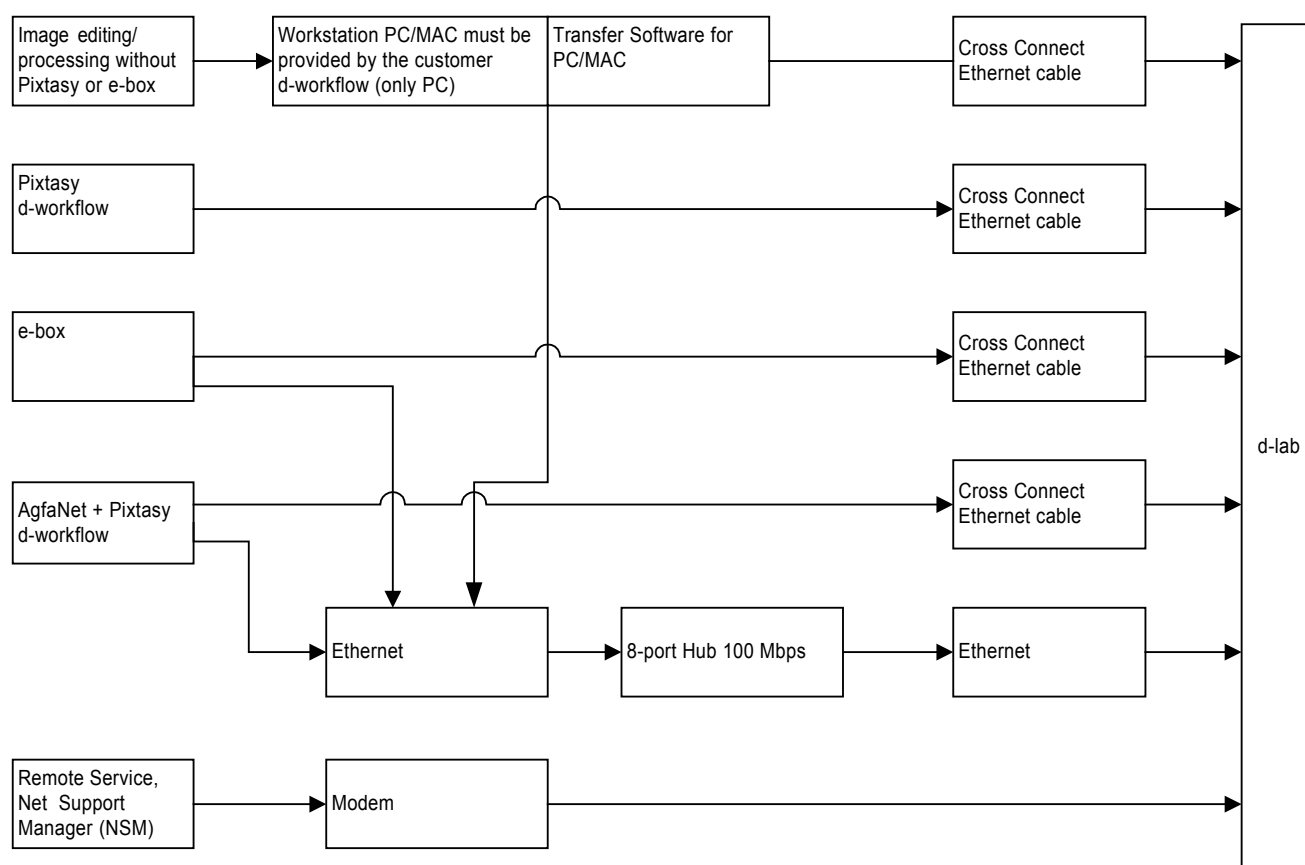 Image editing/
processing without
Pixtasy or e-box
Workstation PC/MAC must be
provided by the customer
d-workflow (only PC)
Transfer Software for
PC/MAC
Cross Connect
Ethernet cable
Pixtasy
d-workflow
Cross Connect
Ethernet cable
e-box
Cross Connect
Ethernet cable
d-lab
AgfaNet + Pixtasy
d-workflow
Cross Connect
Ethernet cable
Ethernet
8-port Hub 100 Mbps
Ethernet
Remote Service,
Net Support
Manager (NSM)
Modem